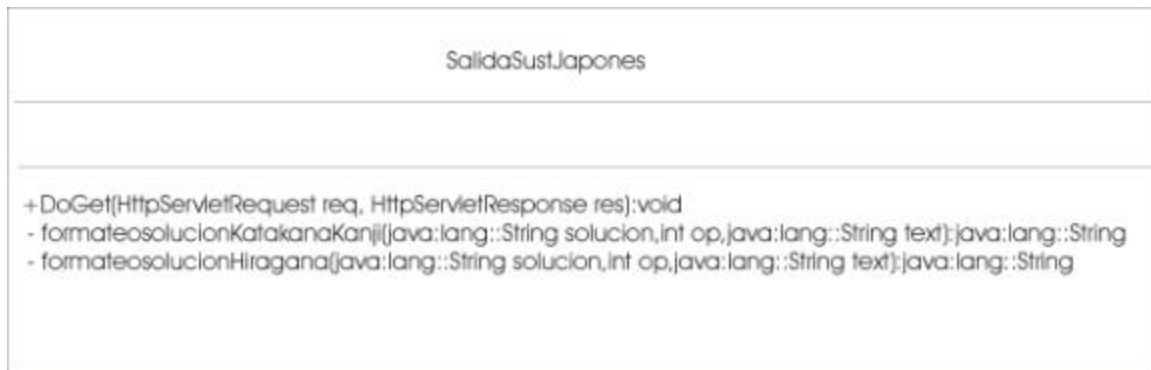 SalidaSustJapones
+DoGet(HttpServletRequest req, HttpServletResponse res):void
- formateosolucionKatakanaKanji(java:lang::String solucion,int op,java:lang::String text):java:lang::String
- formateosolucionHiragana(java:lang::String solucion,int op,java:lang::String text):java:lang::String